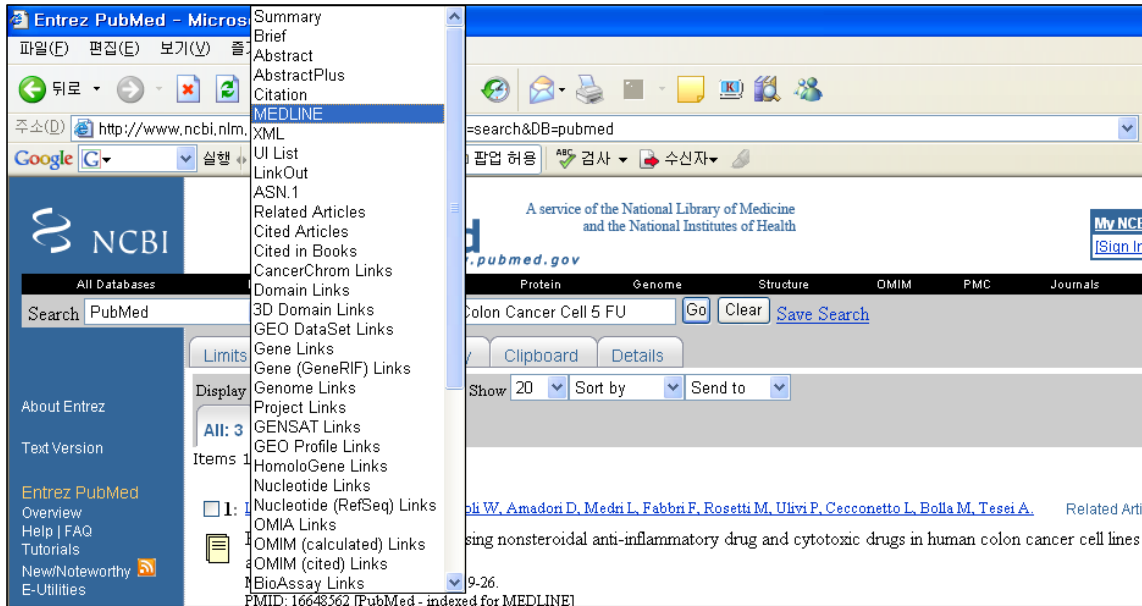 Entrez PubMed - Micros
파일(F) 편집(E) 보기(V) 즐
뒤로
주소(D) http://www.ncbi.nlm. =search&DB=pubmed
Google G 실행 팝업 허용 ABC 검사 수신자
Summary
Brief
Abstract
AbstractPlus
Citation
MEDLINE
XML
UI List
LinkOut
ASN.1
Related Articles
Cited Articles
Cited in Books
CancerChrom Links
Domain Links
3D Domain Links
GEO DataSet Links
Gene Links
Gene (GeneRIF) Links
Genome Links
Project Links
GENSAT Links
GEO Profile Links
HomoloGene Links
Nucleotide Links
Nucleotide (RefSeq) Links
OMIA Links
OMIM (calculated) Links
OMIM (cited) Links
BioAssay Links
NCBI
A service of the National Library of Medicine
and the National Institutes of Health
.pubmed.gov
My NCB
[Sign In
All Databases Protein Genome Structure OMIM PMC Journals
Search PubMed Colon Cancer Cell 5 FU Go Clear Save Search
Limits Clipboard Details
Display Show 20 Sort by Send to
All: 3
Items 1
About Entrez
Text Version
Entrez PubMed
Overview
Help | FAQ
Tutorials
New/Noteworthy
E-Utilities
1: oli W, Amadori D, Medri L, Fabbri F, Rosetti M, Ulivi P, Cecconetto L, Bolla M, Tesei A. Related Arti
sing nonsteroidal anti-inflammatory drug and cytotoxic drugs in human colon cancer cell lines
9-26.
PMID: 16648562 [PubMed - indexed for MEDLINE]